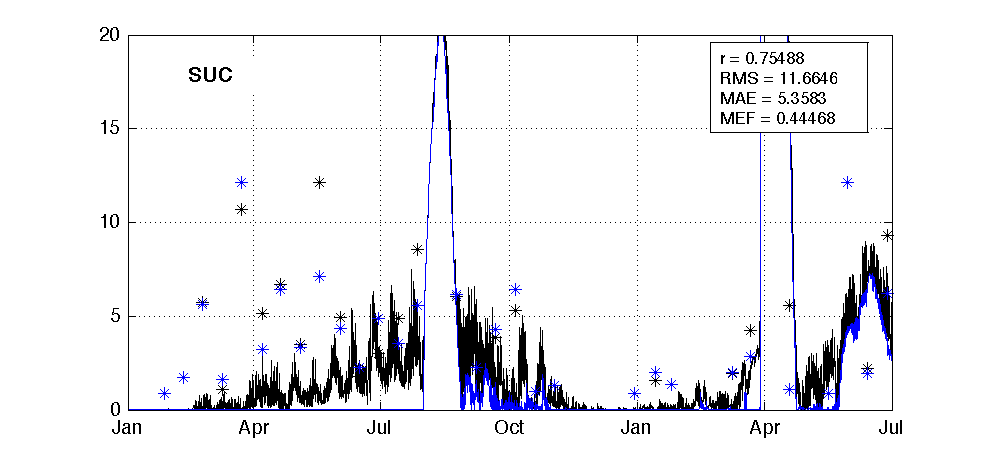 20
SUC
r = 0.75488
RMS = 11.6646
MAE = 5.3583
MEF = 0.44468
15
10
5
0
Jan Apr Jul Oct Jan Apr Jul